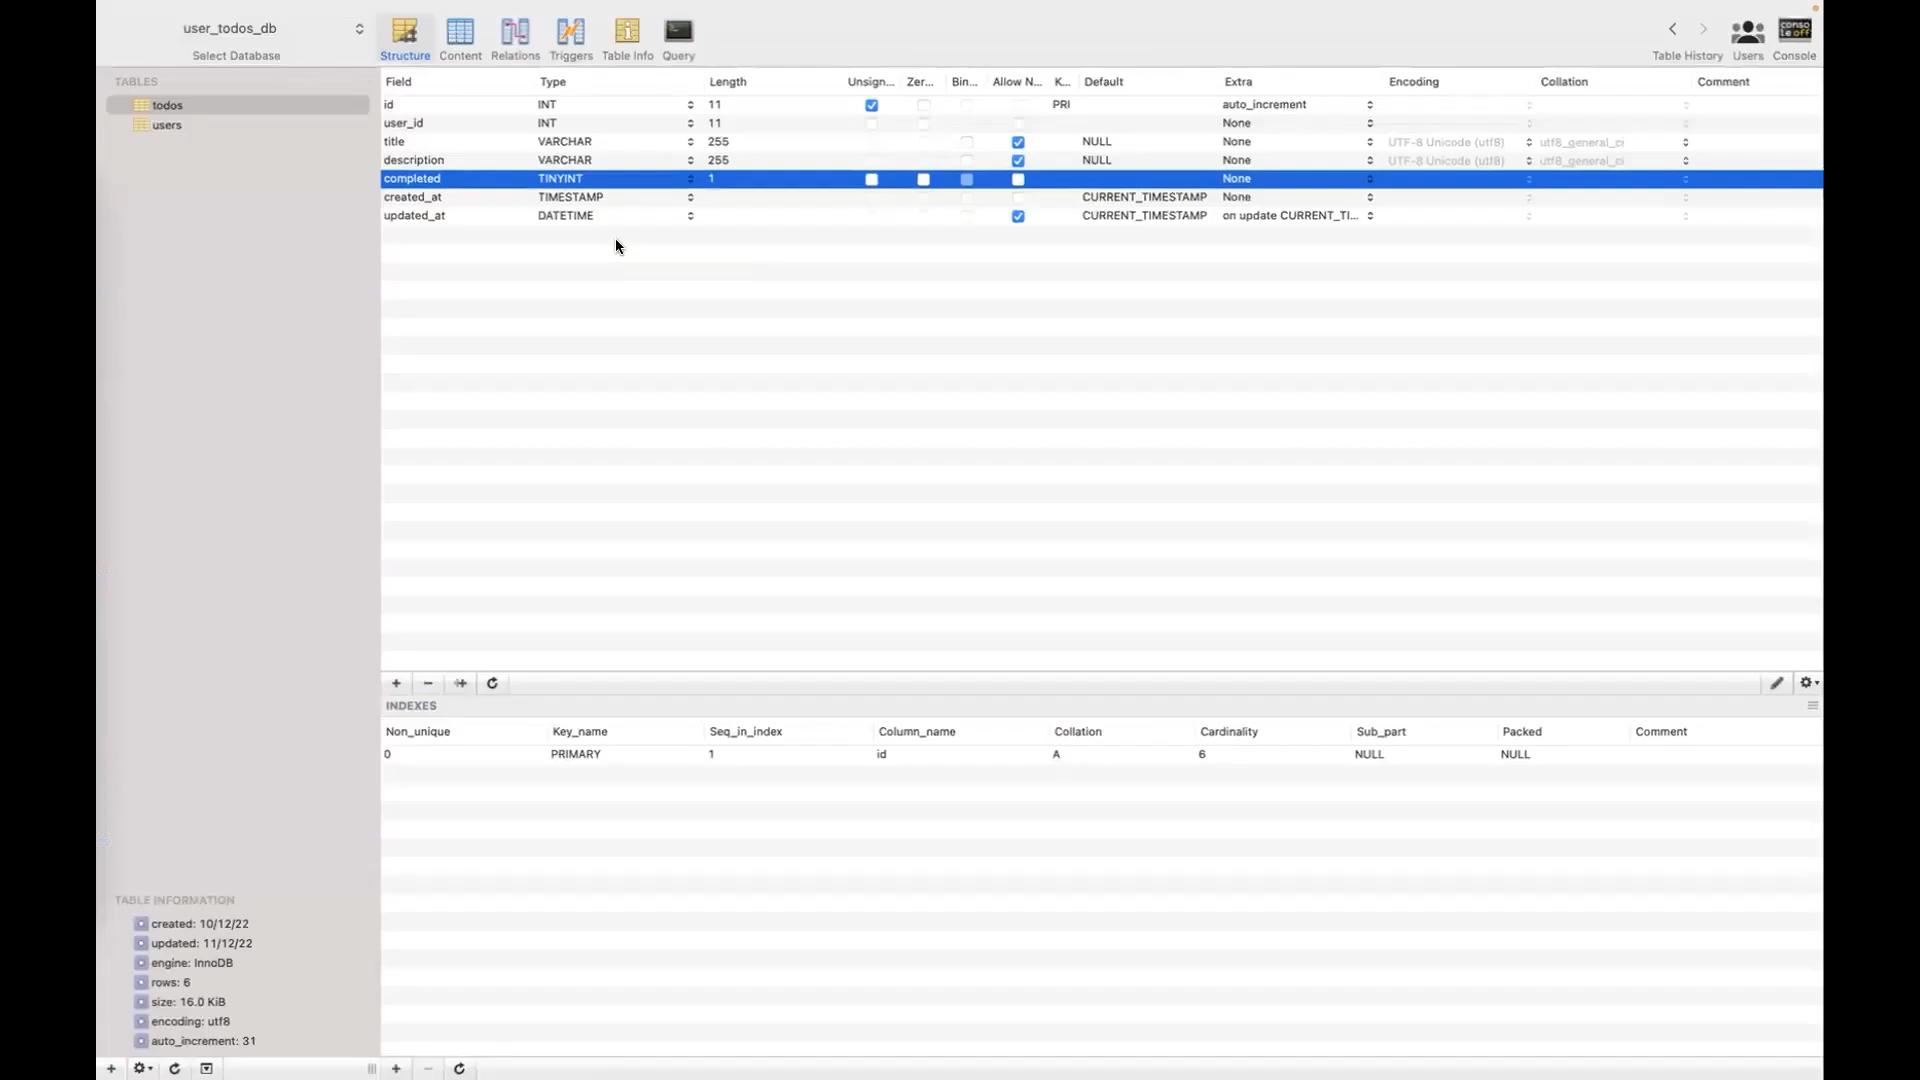 user_todos_db
Select Database
Structure Content Relations Triggers Table Info Query
Table History Users Console
conso
le off
TABLES
todos
users
Field Type Length Unsign... Zer... Bin... Allow N... K... Default Extra Encoding Collation Comment
id INT 11 PRI auto_increment
user_id INT 11 None
title VARCHAR 255 NULL None UTF-8 Unicode (utf8) utf8_general_ci
description VARCHAR 255 NULL None UTF-8 Unicode (utf8) utf8_general_ci
completed TINYINT 1 None
created_at TIMESTAMP CURRENT_TIMESTAMP None
updated_at DATETIME CURRENT_TIMESTAMP on update CURRENT_TI...
INDEXES
Non_unique Key_name Seq_in_index Column_name Collation Cardinality Sub_part Packed Comment
0 PRIMARY 1 id A 6 NULL NULL
TABLE INFORMATION
created: 10/12/22
updated: 11/12/22
engine: InnoDB
rows: 6
size: 16.0 KiB
encoding: utf8
auto_increment: 31